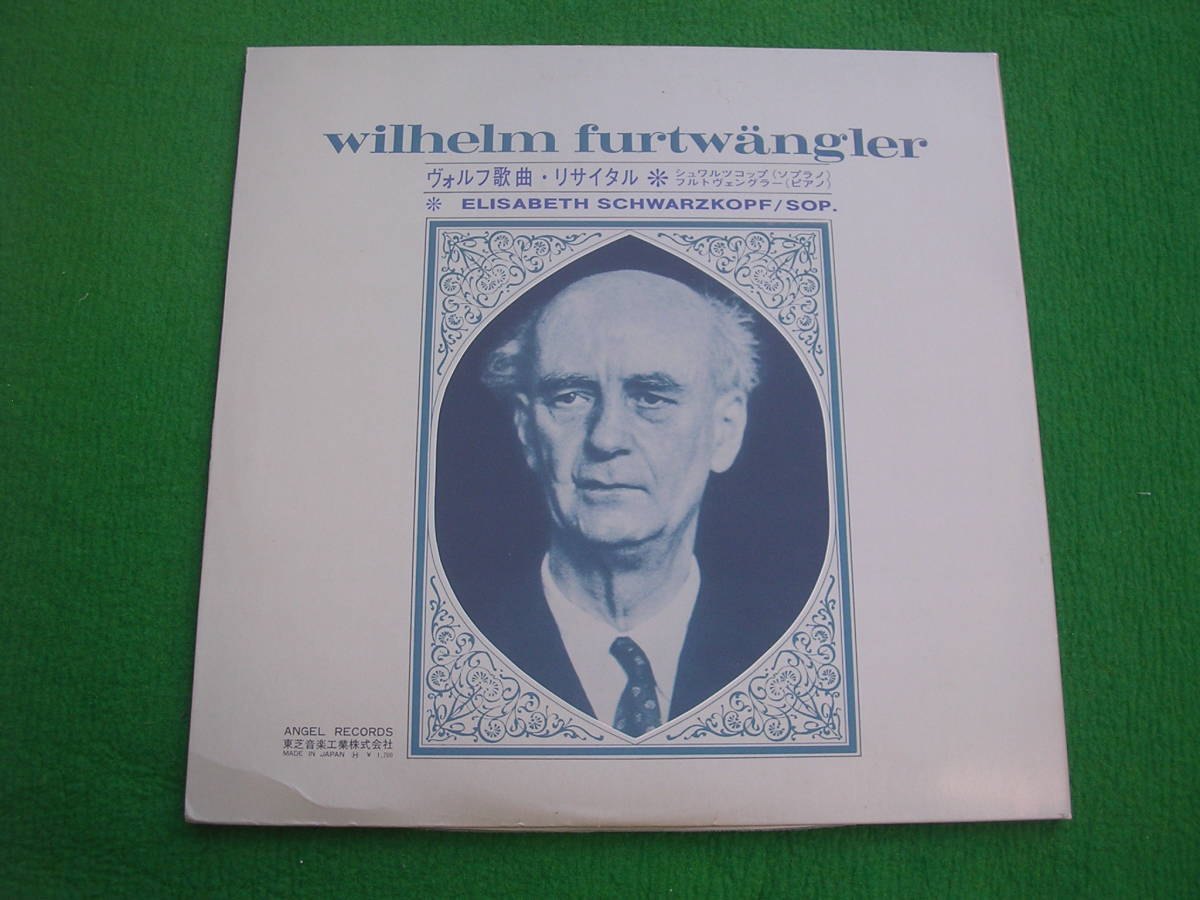 wilhelm furtwängler
ヴォルフ歌曲・リサイタル ※ シュワルツコップ(ソプラノ)
フルトヴェングラー(ピアノ)
※ ELISABETH SCHWARZKOPF/SOP.
ANGEL RECORDS
東芝音楽工業株式会社
MADE IN JAPAN H ¥ 1,200